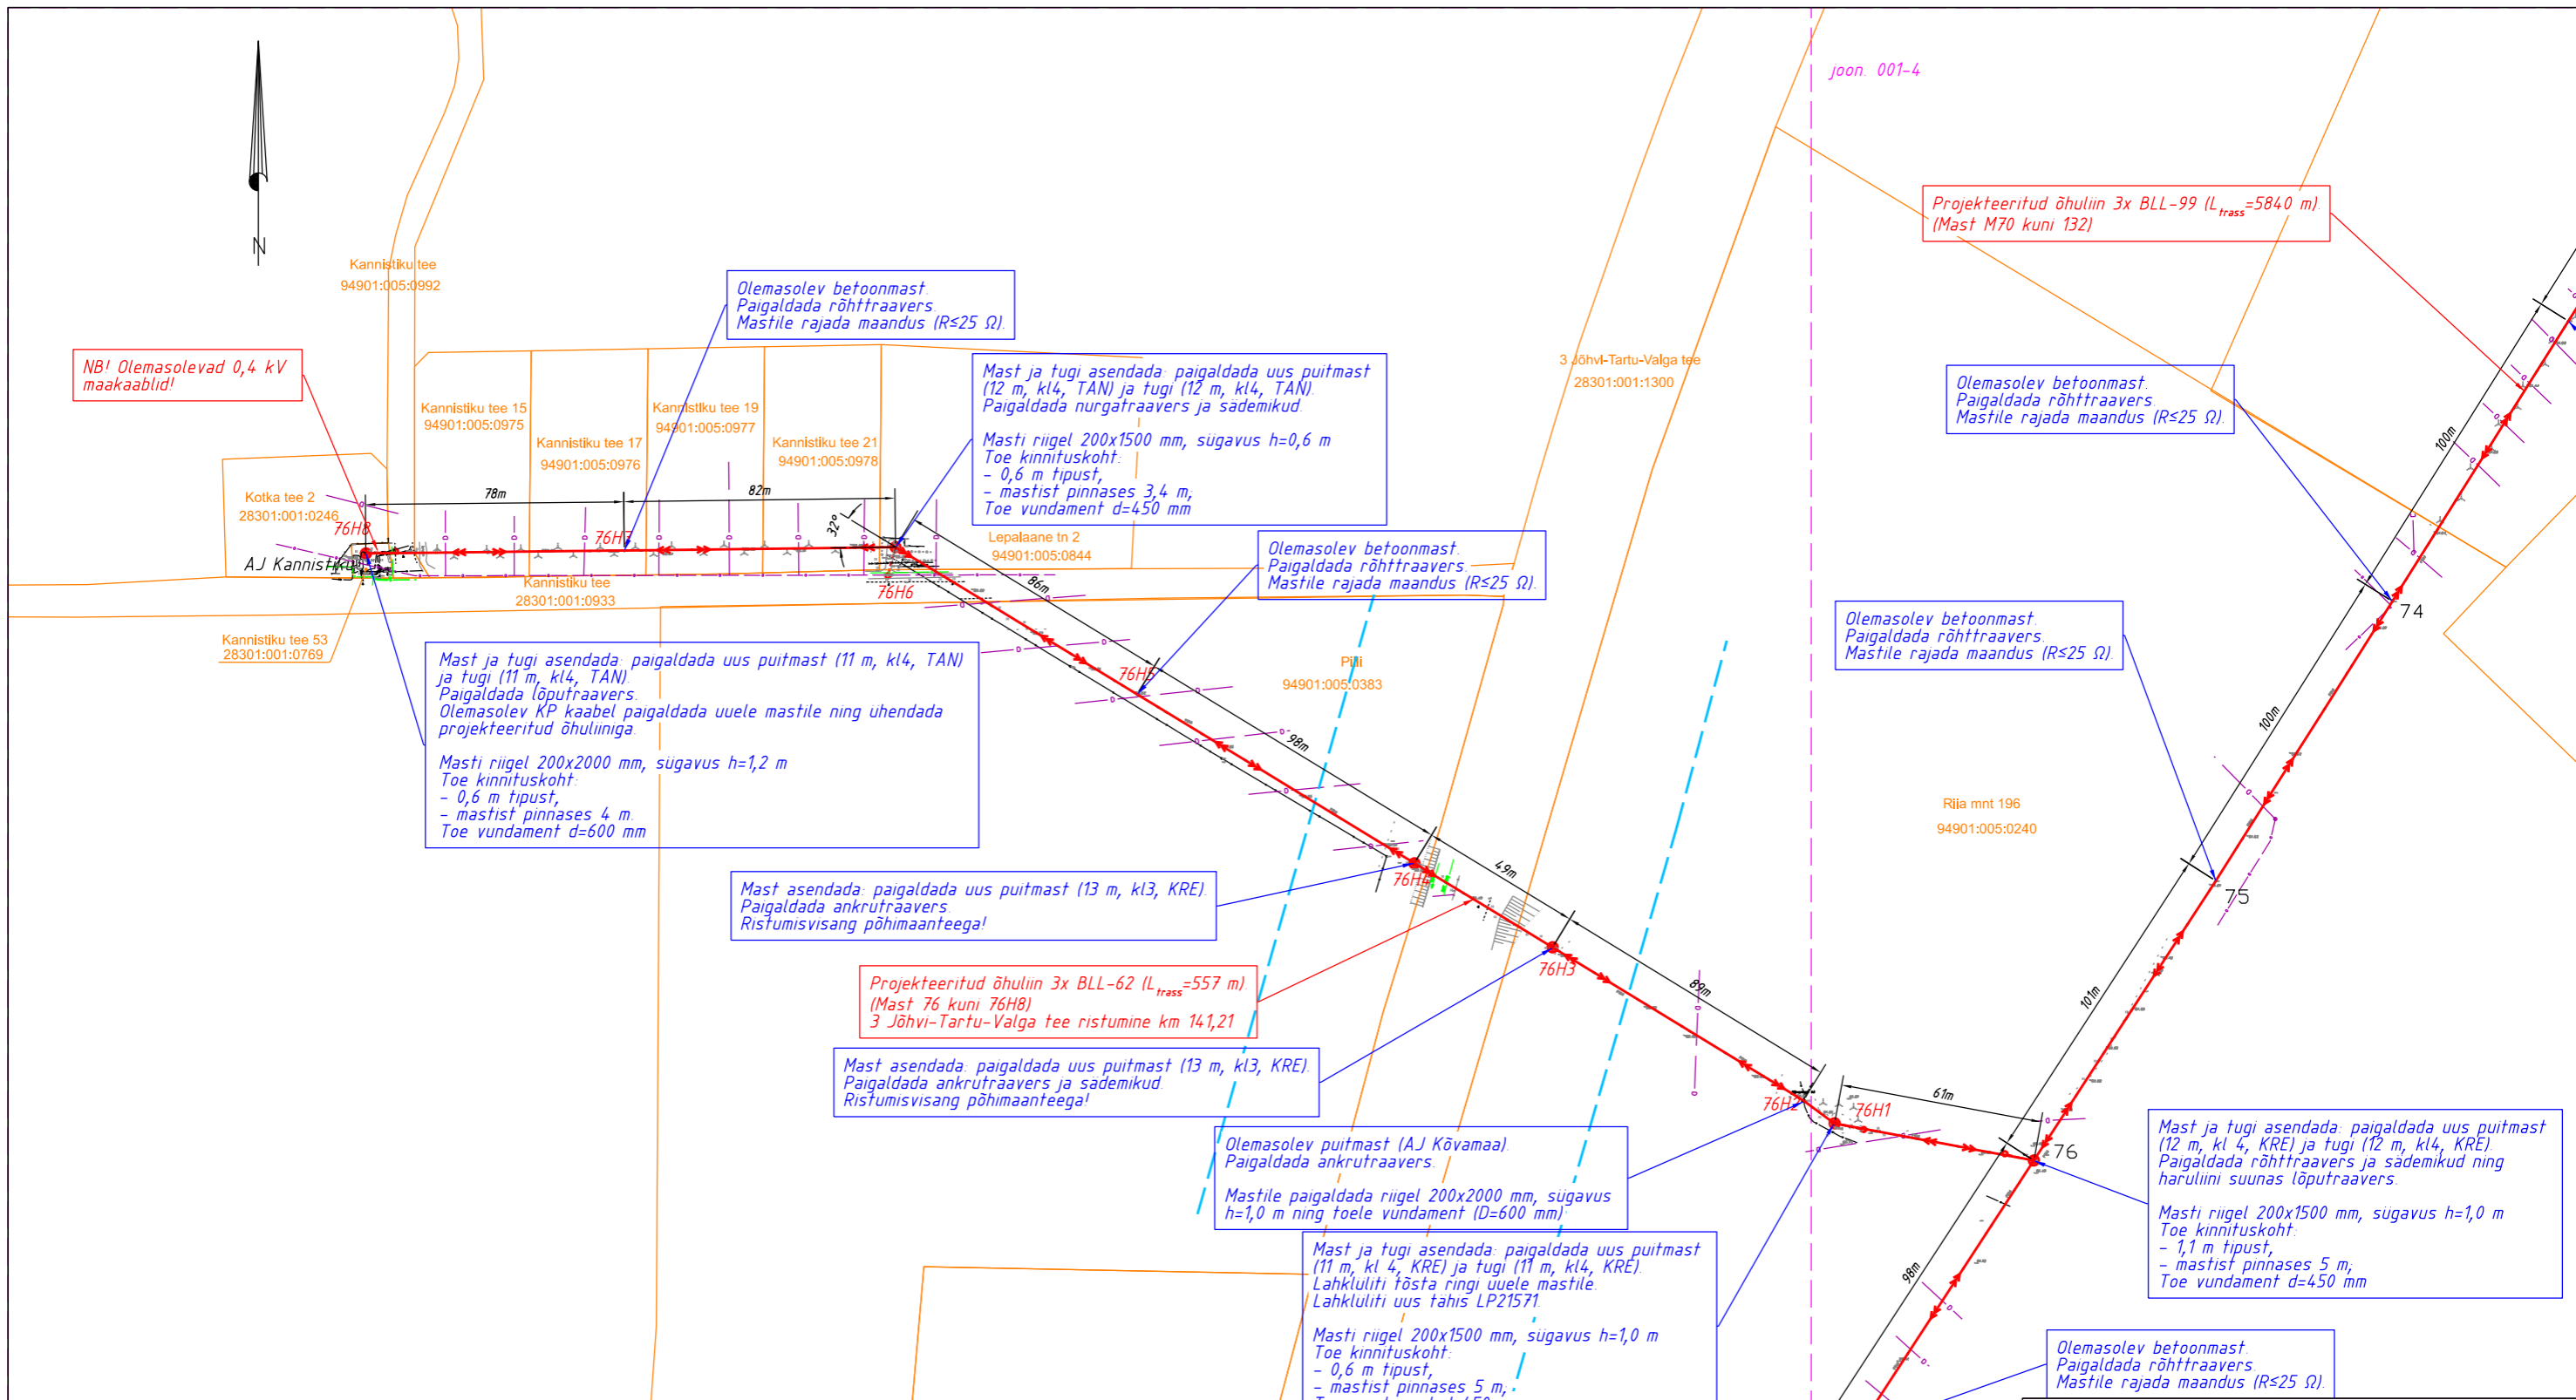 joon. 001-4
N
Kannistiku tee
94901:005:0992
Projekteeritud õhuliin 3x BLL-99 (Ltrass=5840 m).
(Mast M70 kuni 132)
Olemasolev betoonmast.
Paigaldada rõhttraavers.
Mastile rajada maandus (R≤25 Ω).
NB! Olemasolevad 0,4 kV
maakaablid!
Mast ja tugi asendada: paigaldada uus puitmast
(12 m, kl4, TAN) ja tugi (12 m, kl4, TAN).
Paigaldada nurgatraavers ja sädemikud.
Masti riigel 200x1500 mm, sügavus h=0,6 m
Toe kinnituskoht:
- 0,6 m tipust,
- mastist pinnases 3,4 m;
Toe vundament d=450 mm
3 Jõhvi-Tartu-Valga tee
28301:001:1300
Olemasolev betoonmast.
Paigaldada rõhttraavers.
Mastile rajada maandus (R≤25 Ω).
Kannistiku tee 15
94901:005:0975
Kannistiku tee 17
94901:005:0976
Kannistiku tee 19
94901:005:0977
Kannistiku tee 21
94901:005:0978
100m
Kotka tee 2
28301:001:0246
78m
82m
76H8
76H7
32°
AJ Kannistiku
Lepalaane tn 2
94901:005:0844
Olemasolev betoonmast.
Paigaldada rõhttraavers.
Mastile rajada maandus (R≤25 Ω).
Kannistiku tee
28301:001:0933
76H6
86m
74
Kannistiku tee 53
28301:001:0769
Mast ja tugi asendada: paigaldada uus puitmast (11 m, kl4, TAN)
ja tugi (11 m, kl4, TAN).
Paigaldada lõputraavers.
Olemasolev KP kaabel paigaldada uuele mastile ning ühendada
projekteeritud õhuliiniga.
Masti riigel 200x2000 mm, sügavus h=1,2 m
Toe kinnituskoht:
- 0,6 m tipust,
- mastist pinnases 4 m.
Toe vundament d=600 mm
76H5
Pilli
94901:005:0383
Olemasolev betoonmast.
Paigaldada rõhttraavers.
Mastile rajada maandus (R≤25 Ω).
100m
98m
Riia mnt 196
94901:005:0240
Mast asendada: paigaldada uus puitmast (13 m, kl3, KRE).
Paigaldada ankrutraavers.
Ristumisvisang põhimaanteega!
76H4
49m
75
Projekteeritud õhuliin 3x BLL-62 (Ltrass=557 m).
(Mast 76 kuni 76H8)
3 Jõhvi-Tartu-Valga tee ristumine km 141,21
76H3
89m
101m
Mast asendada: paigaldada uus puitmast (13 m, kl3, KRE).
Paigaldada ankrutraavers ja sädemikud.
Ristumisvisang põhimaanteega!
76H2
76H1
61m
Olemasolev puitmast (AJ Kõvamaa).
Paigaldada ankrutraavers.
Mastile paigaldada riigel 200x2000 mm, sügavus
h=1,0 m ning toele vundament (D=600 mm)
76
Mast ja tugi asendada: paigaldada uus puitmast
(12 m, kl 4, KRE) ja tugi (12 m, kl4, KRE).
Paigaldada rõhttraavers ja sädemikud ning
haruliini suunas lõputraavers.
Masti riigel 200x1500 mm, sügavus h=1,0 m
Toe kinnituskoht:
- 1,1 m tipust,
- mastist pinnases 5 m;
Toe vundament d=450 mm
Mast ja tugi asendada: paigaldada uus puitmast
(11 m, kl 4, KRE) ja tugi (11 m, kl4, KRE).
Lahklüliti tõsta ringi uuele mastile.
Lahklüliti uus tähis LP21571.
Masti riigel 200x1500 mm, sügavus h=1,0 m
Toe kinnituskoht:
- 0,6 m tipust,
- mastist pinnases 5 m;
98m
Olemasolev betoonmast.
Paigaldada rõhttraavers.
Mastile rajada maandus (R≤25 Ω).